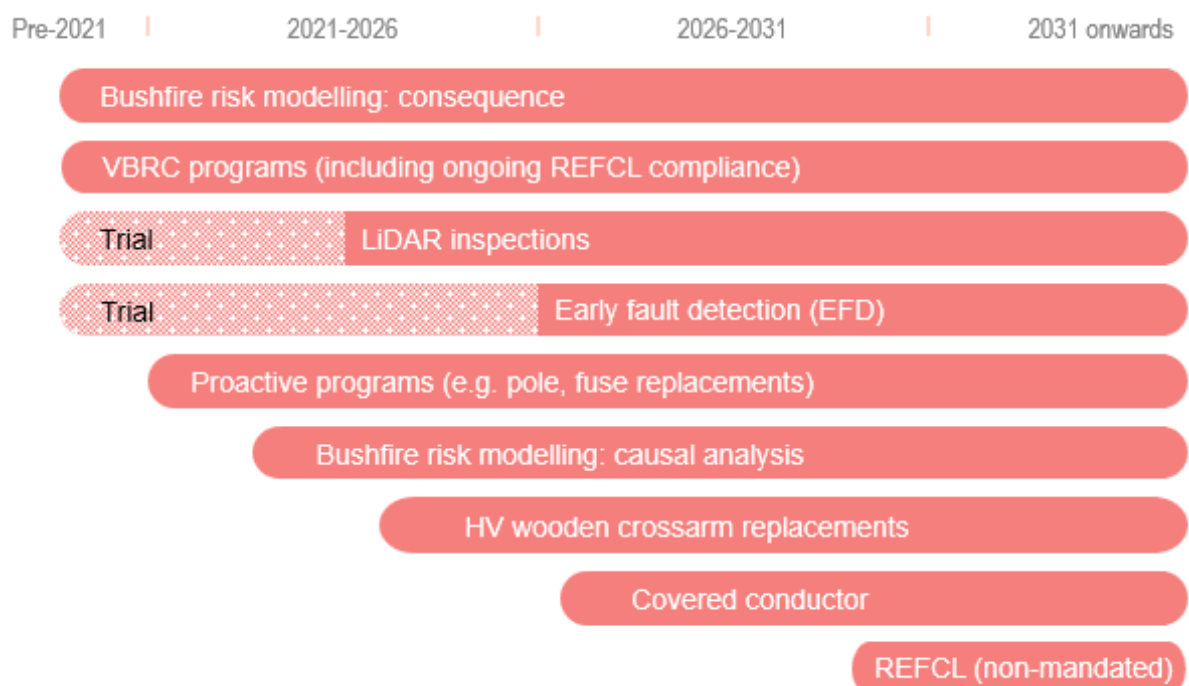 Pre-2021 2021-2026 2026-2031 2031 onwards
Bushfire risk modelling: consequence
VBRC programs (including ongoing REFCL compliance)
Trial LiDAR inspections
Trial Early fault detection (EFD)
Proactive programs (e.g. pole, fuse replacements)
Bushfire risk modelling: causal analysis
HV wooden crossarm replacements
Covered conductor
REFCL (non-mandated)